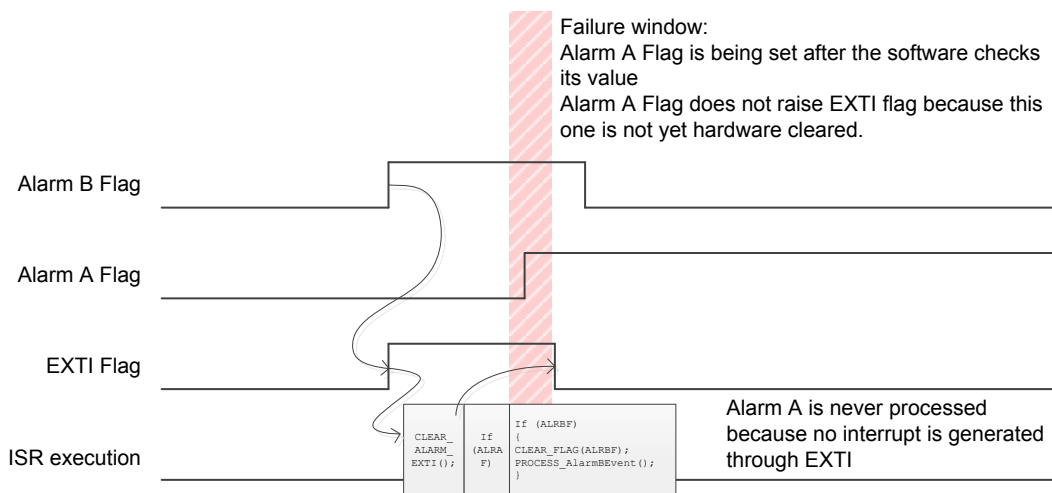 Failure window:
Alarm A Flag is being set after the software checks
its value
Alarm A Flag does not raise EXTI flag because this
one is not yet hardware cleared.
Alarm B Flag
Alarm A Flag
EXTI Flag
ISR execution
CLEAR_
ALARM_
EXTI();
If
(ALRA
F)
If (ALRBF)
{
CLEAR_FLAG(ALRBF);
PROCESS_AlarmBEvent();
}
Alarm A is never processed
because no interrupt is generated
through EXTI